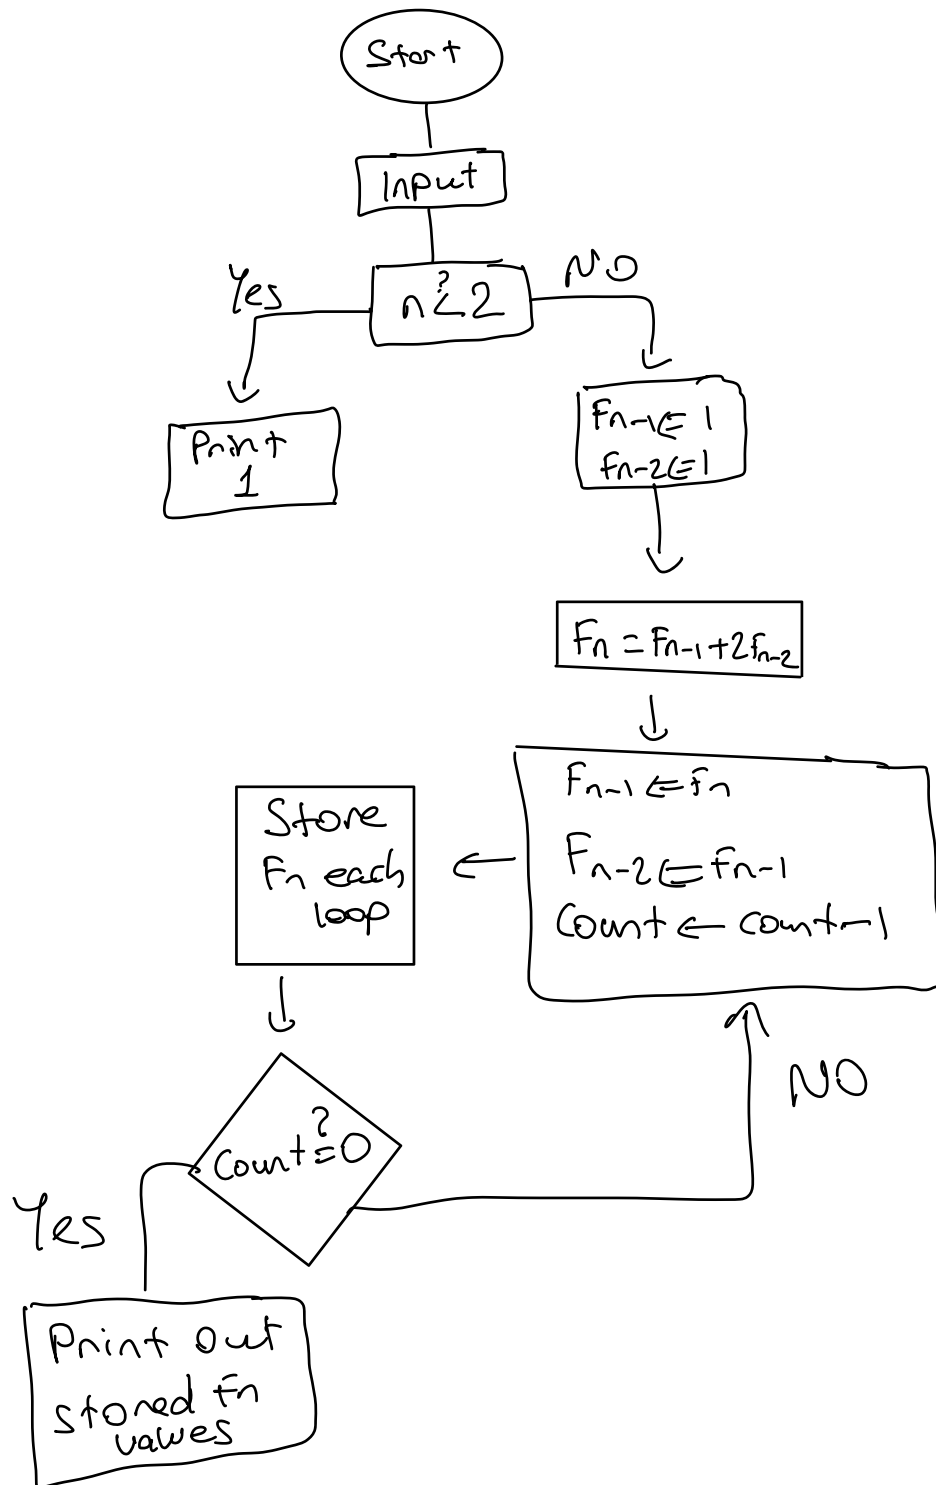 Start
Input
n <? 2
Yes
NO
Print
1
Fn-1 ⇐ 1
Fn-2 ⇐ 1
Fn = Fn-1 + 2Fn-2
Fn-1 ⇐ Fn
Fn-2 ⇐ Fn-1
Count ← count-1
Store
Fn each
loop
Count =? 0
NO
Yes
Print out
stored Fn
values